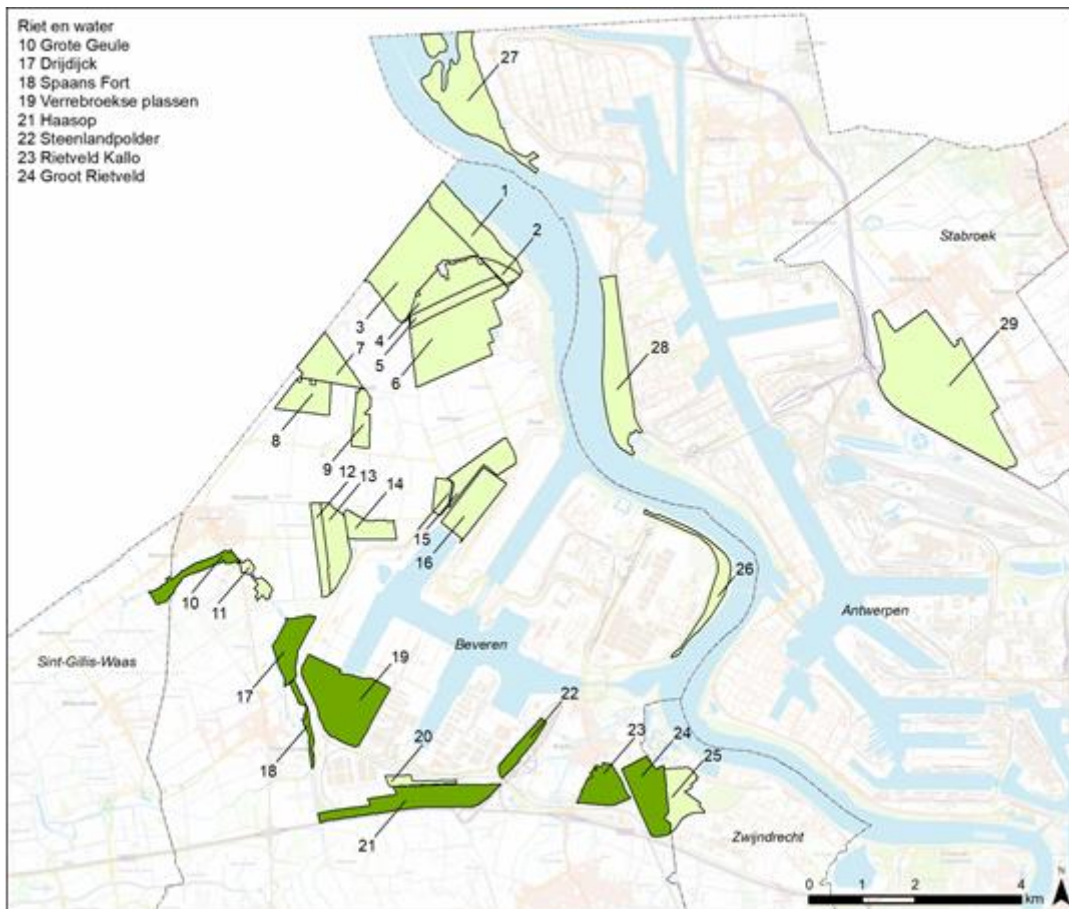 Riet en water
10 Grote Geule
17 Drijdijck
18 Spaans Fort
19 Verrebroekse plassen
21 Haasop
22 Steenlandpolder
23 Rietveld Kallo
24 Groot Rietveld
27
1
2
Stabroek
3
4
5
6
7
28
29
8
9
12
13
14
15
16
10
11
26
Antwerpen
Beveren
Sint-Gillis-Waas
17
19
18
22
20
23
24
25
21
Zwijndrecht
N
0 1 2 4
km